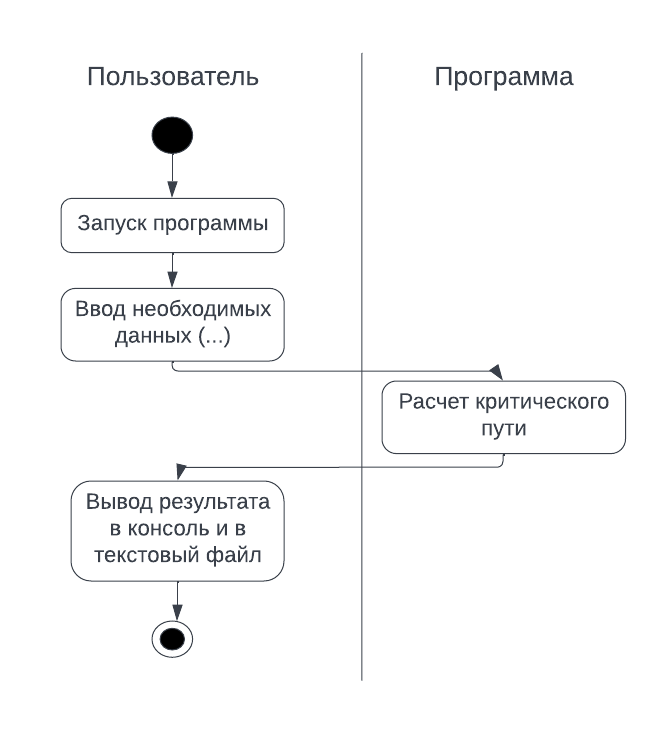 Пользователь
Программа
Запуск программы
Ввод необходимых
данных (...)
Расчет критического
пути
Вывод результата
в консоль и в
текстовый файл